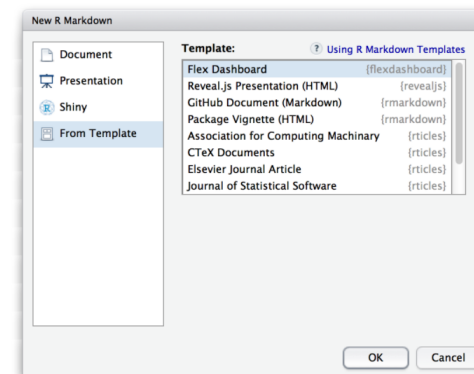 New R Markdown
Document
Presentation
Shiny
From Template
Template:
? Using R Markdown Templates
Flex Dashboard {flexdashboard}
Reveal.js Presentation (HTML) {revealjs}
GitHub Document (Markdown) {rmarkdown}
Package Vignette (HTML) {rmarkdown}
Association for Computing Machinary {rticles}
CTeX Documents {rticles}
Elsevier Journal Article {rticles}
Journal of Statistical Software {rticles}
OK
Cancel